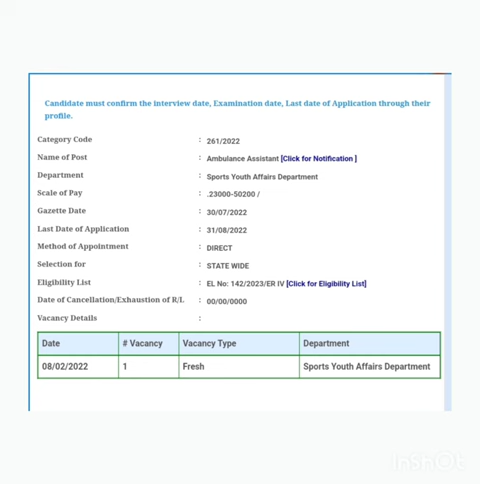 Candidate must confirm the interview date, Examination date, Last date of Application through their
profile.
Category Code : 261/2022
Name of Post : Ambulance Assistant [Click for Notification ]
Department : Sports Youth Affairs Department
Scale of Pay : .23000-50200 /
Gazette Date : 30/07/2022
Last Date of Application : 31/08/2022
Method of Appointment : DIRECT
Selection for : STATE WIDE
Eligibility List : EL No: 142/2023/ER IV [Click for Eligibility List]
Date of Cancellation/Exhaustion of R/L : 00/00/0000
Vacancy Details :
Date # Vacancy Vacancy Type Department
08/02/2022 1 Fresh Sports Youth Affairs Department
InShOt